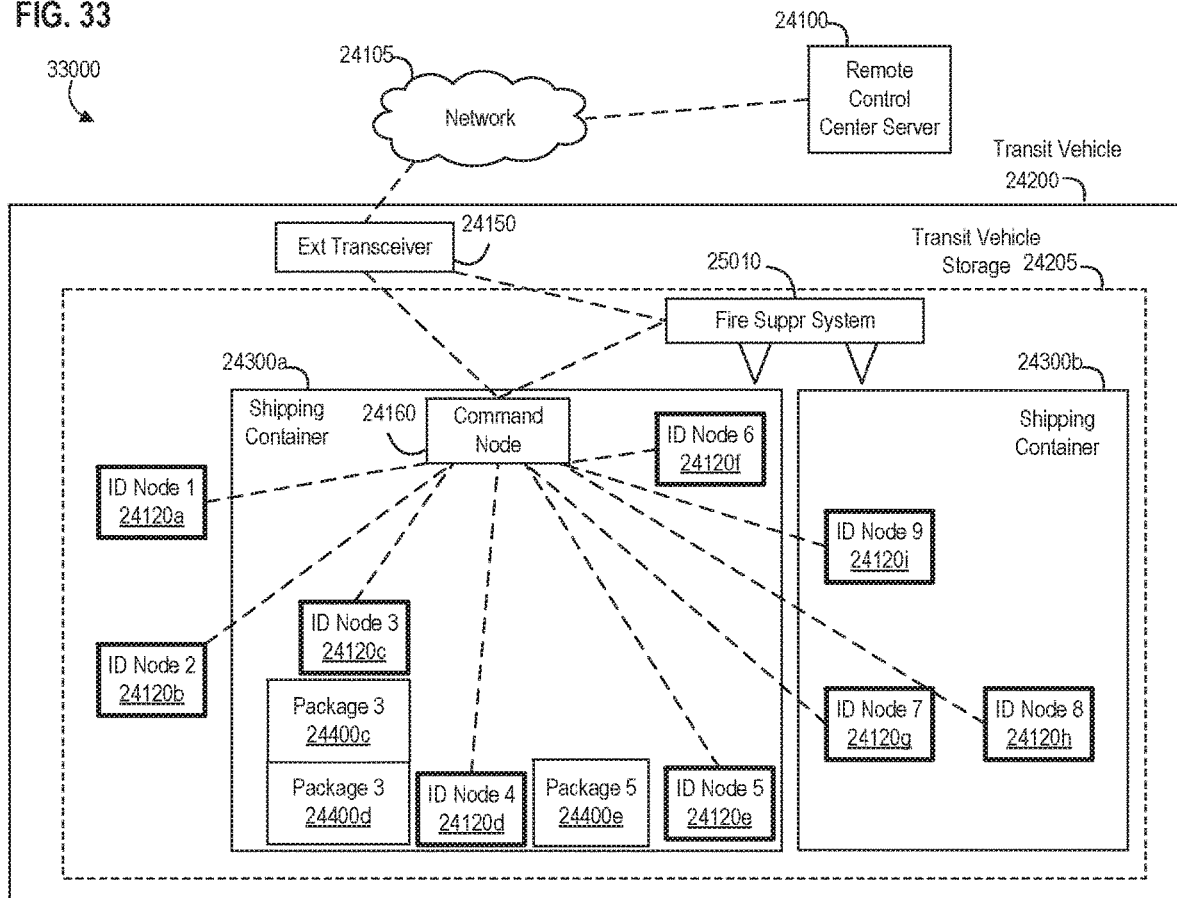 FIG. 33
33000
24105
Network
24100
Remote
Control
Center Server
Transit Vehicle
24200
Ext Transceiver
24150
Transit Vehicle
Storage 24205
25010
Fire Suppr System
24300a
Shipping
Container
24160
Command
Node
ID Node 6
24120f
24300b
Shipping
Container
ID Node 1
24120a
ID Node 9
24120i
ID Node 3
24120c
ID Node 2
24120b
Package 3
24400c
ID Node 7
24120g
ID Node 8
24120h
Package 3
24400d
ID Node 4
24120d
Package 5
24400e
ID Node 5
24120e